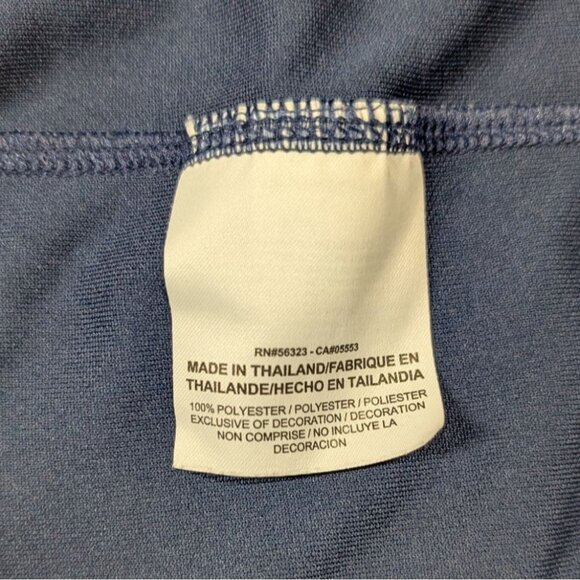 RN#56323 - CA#05553
MADE IN THAILAND/FABRIQUE EN
THAILANDE/HECHO EN TAILANDIA
100% POLYESTER / POLYESTER / POLIESTER
EXCLUSIVE OF DECORATION / DECORATION
NON COMPRISE / NO INCLUYE LA
DECORACION